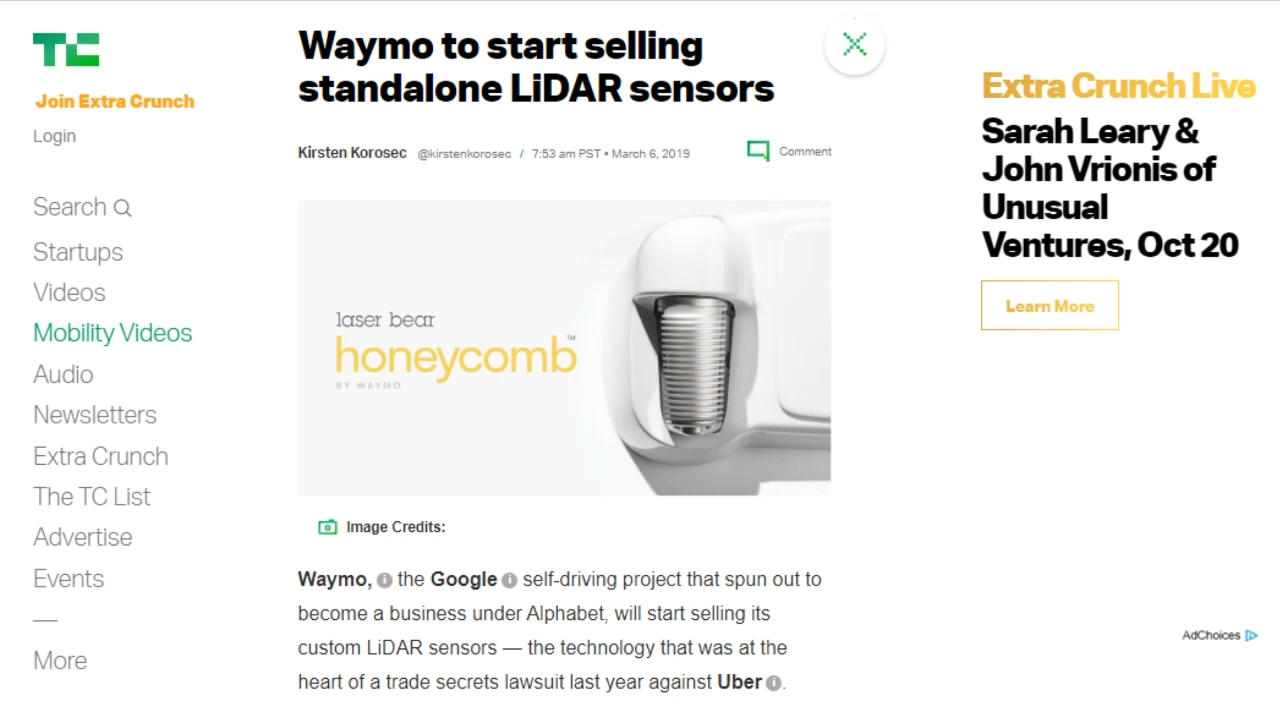 TC
Join Extra Crunch
Login
Search
Startups
Videos
Mobility Videos
Audio
Newsletters
Extra Crunch
The TC List
Advertise
Events
—
More
Waymo to start selling
standalone LiDAR sensors
Kirsten Korosec @kirstenkorosec / 7:53 am PST • March 6, 2019
Comment
laser bear
honeycomb™
BY WAYMO
Image Credits:
Waymo, i the Google i self-driving project that spun out to
become a business under Alphabet, will start selling its
custom LiDAR sensors — the technology that was at the
heart of a trade secrets lawsuit last year against Uber i.
Extra Crunch Live
Sarah Leary &
John Vrionis of
Unusual
Ventures, Oct 20
Learn More
AdChoices